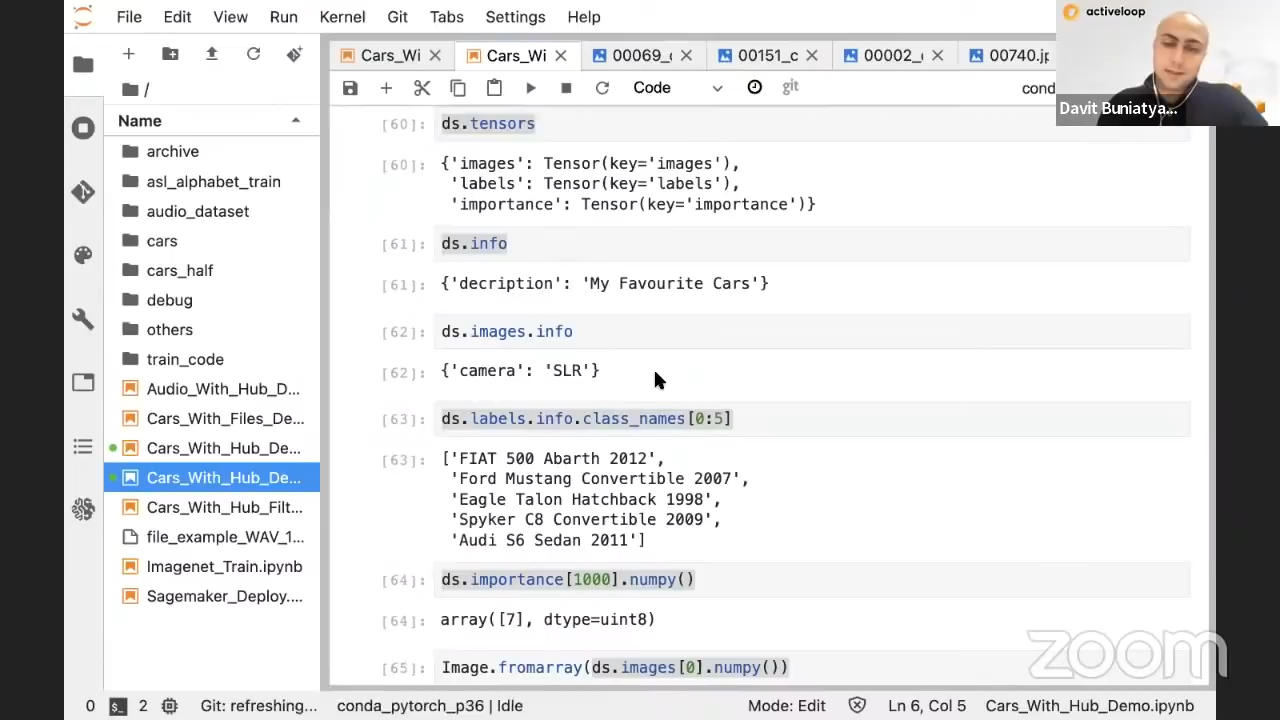 File Edit View Run Kernel Git Tabs Settings Help
activeloop
Davit Buniatya...
/
Name
archive
asl_alphabet_train
audio_dataset
cars
cars_half
debug
others
train_code
Audio_With_Hub_D...
Cars_With_Files_De...
Cars_With_Hub_De...
Cars_With_Hub_De...
Cars_With_Hub_Filt...
file_example_WAV_1...
Imagenet_Train.ipynb
Sagemaker_Deploy....
Cars_Wi Cars_Wi 00069_ 00151_c 00002_ 00740.jp
Code git cond
[60]: ds.tensors
[60]: {'images': Tensor(key='images'),
'labels': Tensor(key='labels'),
'importance': Tensor(key='importance')}
[61]: ds.info
[61]: {'decription': 'My Favourite Cars'}
[62]: ds.images.info
[62]: {'camera': 'SLR'}
[63]: ds.labels.info.class_names[0:5]
[63]: ['FIAT 500 Abarth 2012',
'Ford Mustang Convertible 2007',
'Eagle Talon Hatchback 1998',
'Spyker C8 Convertible 2009',
'Audi S6 Sedan 2011']
[64]: ds.importance[1000].numpy()
[64]: array([7], dtype=uint8)
[65]: Image.fromarray(ds.images[0].numpy())
zoom
0 2 Git: refreshing... conda_pytorch_p36 | Idle Mode: Edit Ln 6, Col 5 Cars_With_Hub_Demo.ipynb